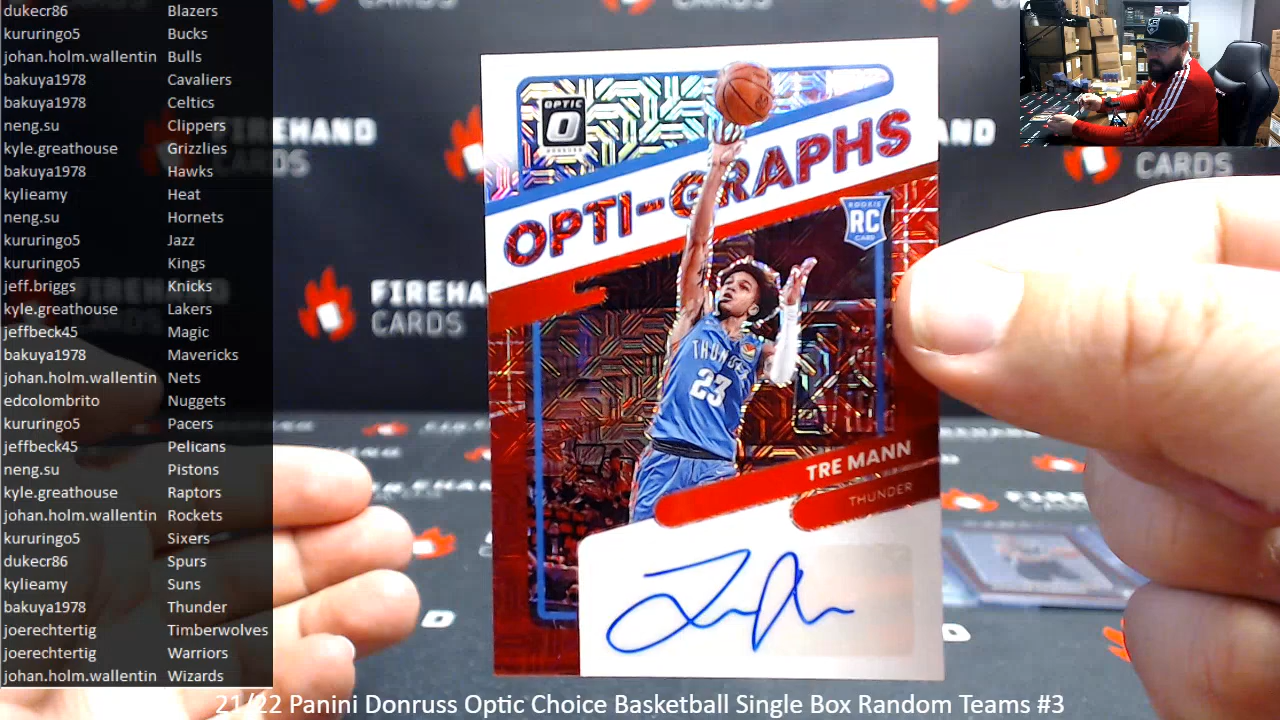 dukecr86 Blazers
kururingo5 Bucks
johan.holm.wallentin Bulls
bakuya1978 Cavaliers
bakuya1978 Celtics
neng.su Clippers
kyle.greathouse Grizzlies
bakuya1978 Hawks
kylieamy Heat
neng.su Hornets
kururingo5 Jazz
kururingo5 Kings
jeff.briggs Knicks
kyle.greathouse Lakers
jeffbeck45 Magic
bakuya1978 Mavericks
johan.holm.wallentin Nets
edcolombrito Nuggets
kururingo5 Pacers
jeffbeck45 Pelicans
neng.su Pistons
kyle.greathouse Raptors
johan.holm.wallentin Rockets
kururingo5 Sixers
dukecr86 Spurs
kylieamy Suns
bakuya1978 Thunder
joerechtertig Timberwolves
joerechtertig Warriors
johan.holm.wallentin Wizards
FIREHAND
CARDS
FIREHA
CARDS
CARDS
OPTIC
O
DONRUSS
OPTI-GRAPHS
ROOKIE
RC
CARD
THUNDER
23
TRE MANN
THUNDER
21/22 Panini Donruss Optic Choice Basketball Single Box Random Teams #3